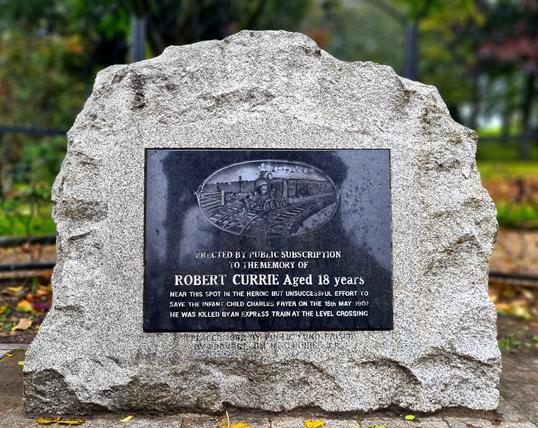 ERECTED BY PUBLIC SUBSCRIPTION
TO THE MEMORY OF
ROBERT CURRIE Aged 18 years
NEAR THIS SPOT IN THE HEROIC BUT UNSUCCESSFUL EFFORT TO
SAVE THE INFANT CHILD CHARLES FRYER ON THE 15th MAY 1907
HE WAS KILLED BY AN EXPRESS TRAIN AT THE LEVEL CROSSING
BY PUBLIC